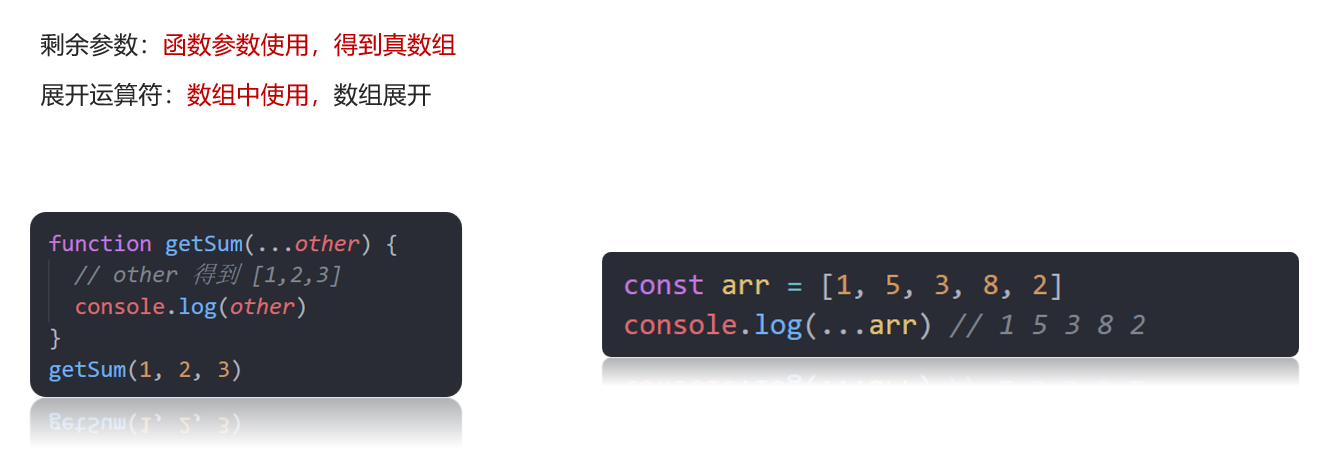 剩余参数：函数参数使用，得到真数组
展开运算符：数组中使用，数组展开
function getSum(...other) {
  // other 得到 [1,2,3]
  console.log(other)
}
getSum(1, 2, 3)
const arr = [1, 5, 3, 8, 2]
console.log(...arr) // 1 5 3 8 2